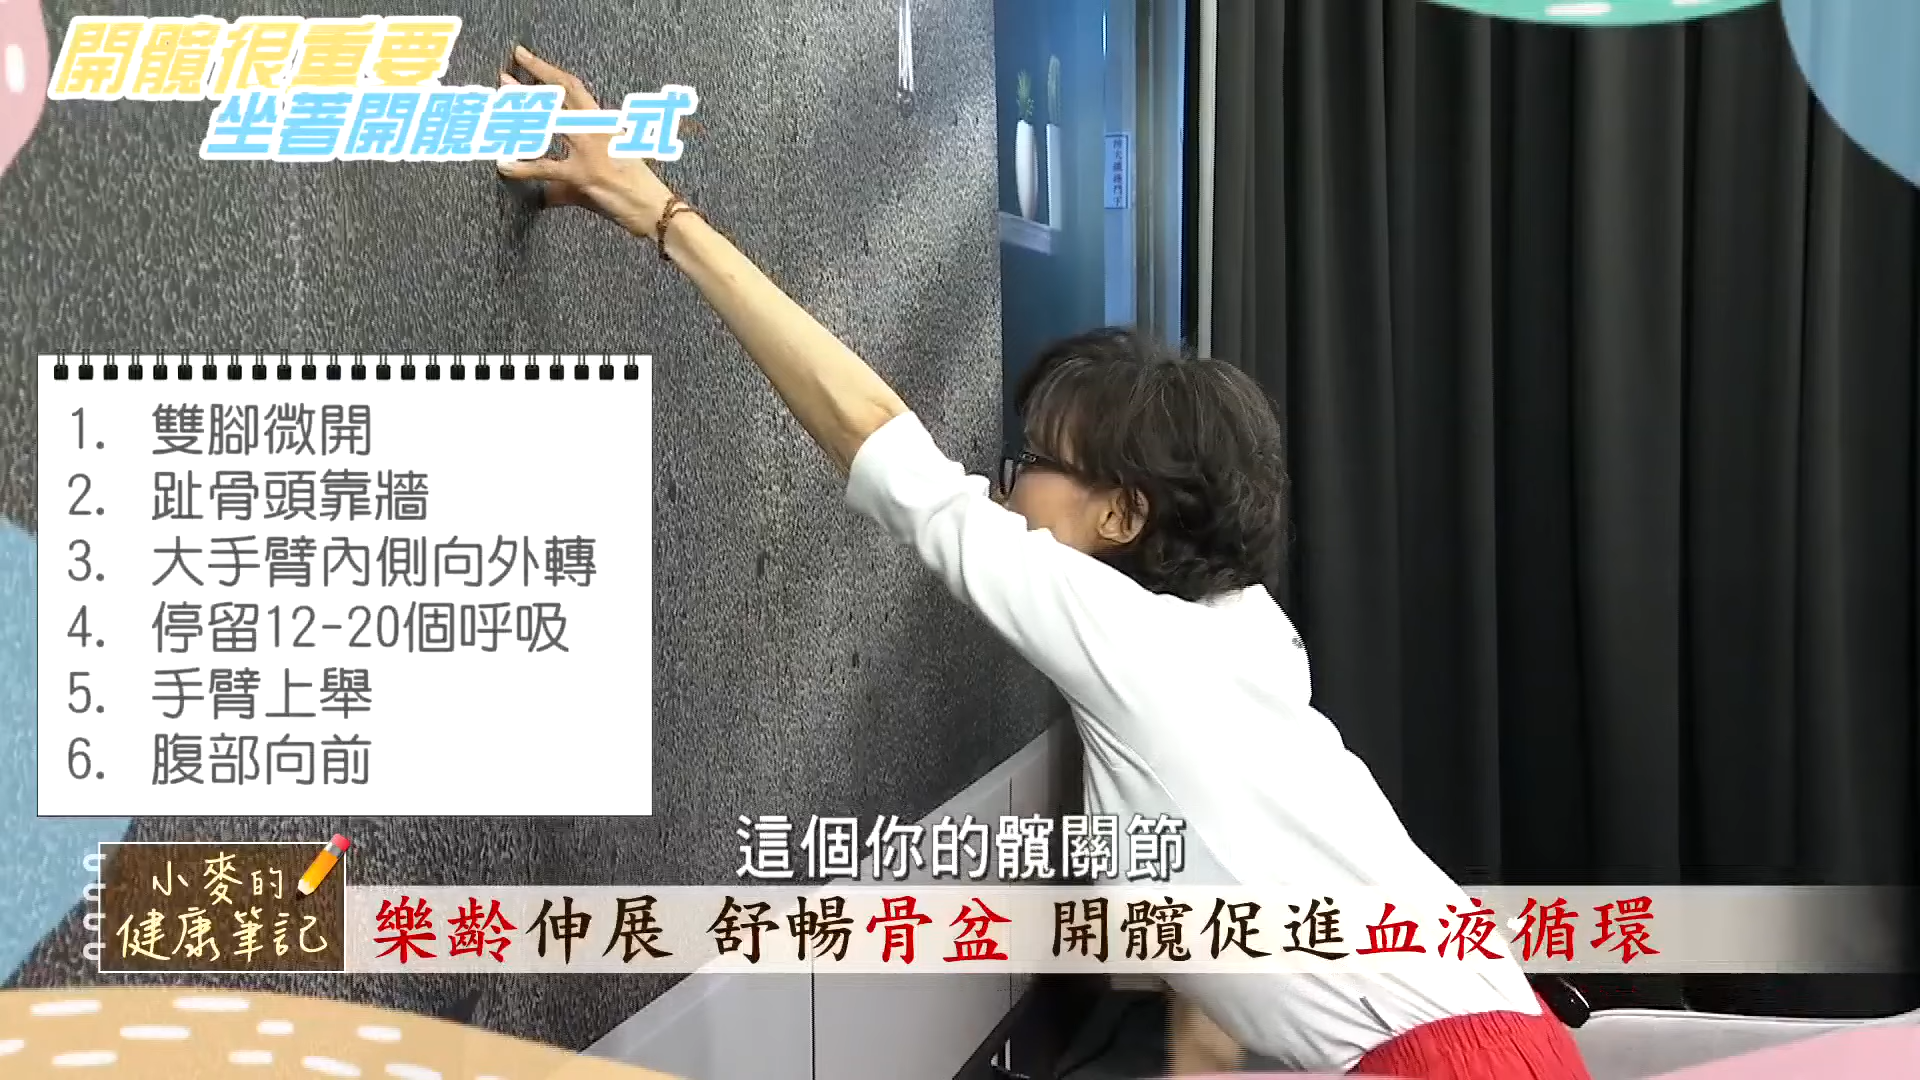 開髖很重要
坐著開髖第一式
1. 雙腳微開
2. 趾骨頭靠牆
3. 大手臂內側向外轉
4. 停留12-20個呼吸
5. 手臂上舉
6. 腹部向前
這個你的髖關節
小麥的
健康筆記
樂齡伸展 舒暢骨盆 開髖促進血液循環